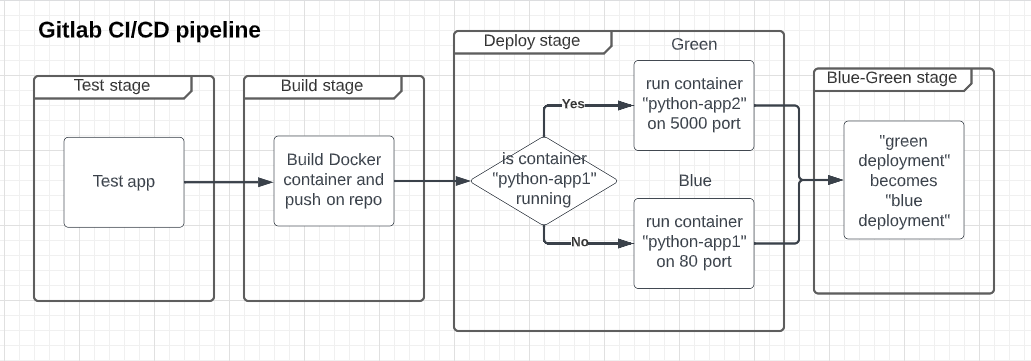 Gitlab CI/CD pipeline
Test stage
Test app
Build stage
Build Docker
container and
push on repo
Deploy stage
is container
"python-app1"
running
Yes
No
Green
run container
"python-app2"
on 5000 port
Blue
run container
"python-app1"
on 80 port
Blue-Green stage
"green
deployment"
becomes
"blue
deployment"